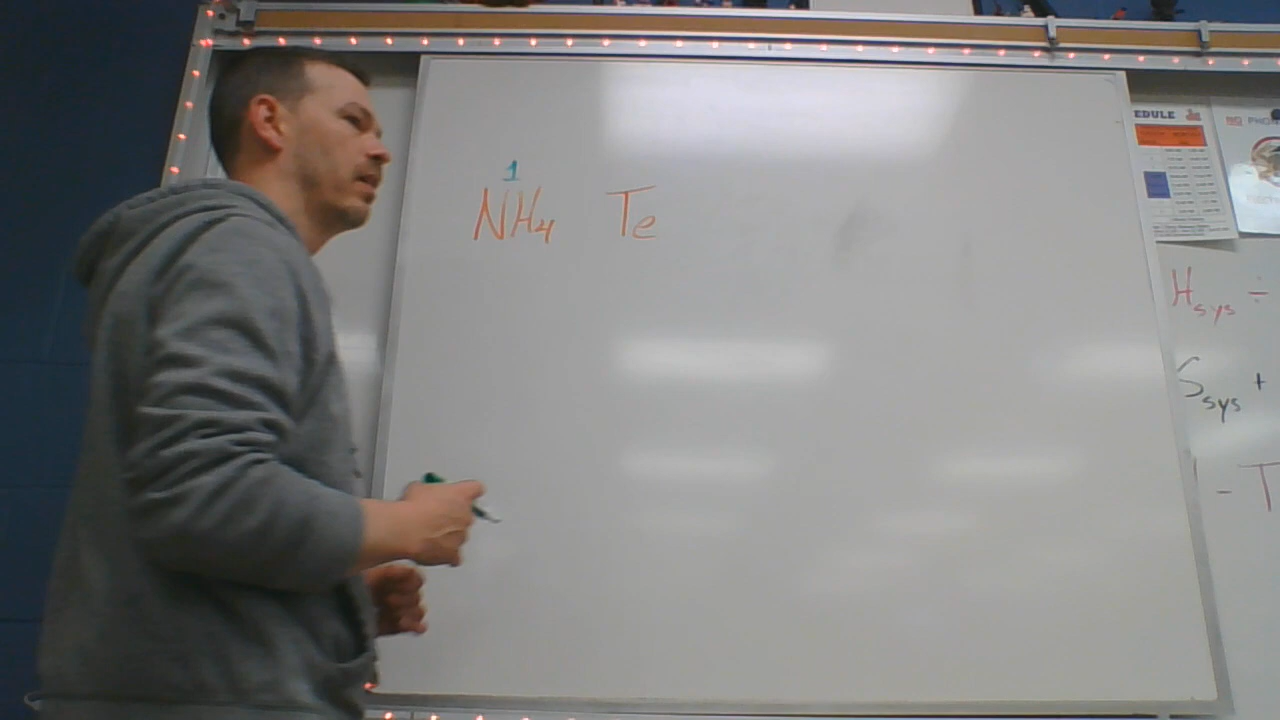 1
NH₄ Te
EDULE
H sys ÷
S sys +
- T